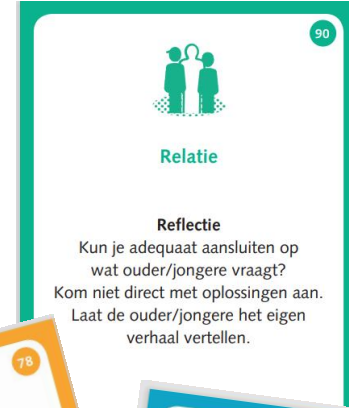 90
Relatie
Reflectie
Kun je adequaat aansluiten op
wat ouder/jongere vraagt?
Kom niet direct met oplossingen aan.
Laat de ouder/jongere het eigen
verhaal vertellen.
78